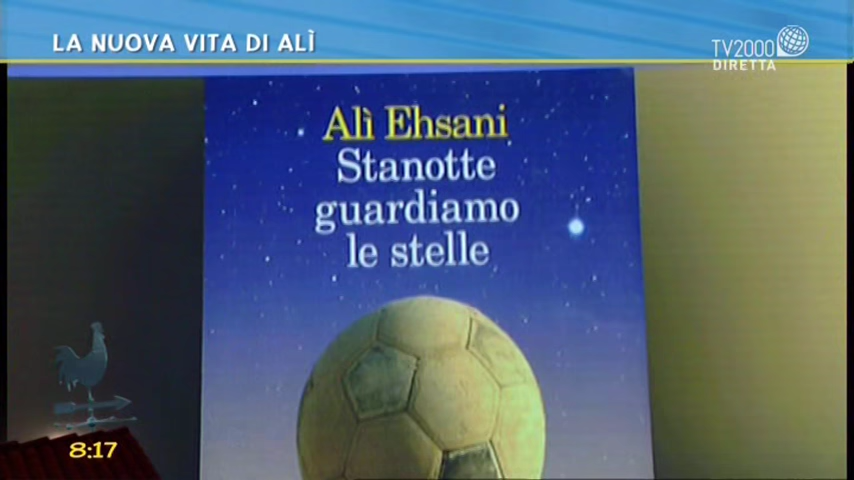 LA NUOVA VITA DI ALÌ
TV2000
DIRETTA
Alì Ehsani
Stanotte
guardiamo
le stelle
8:17